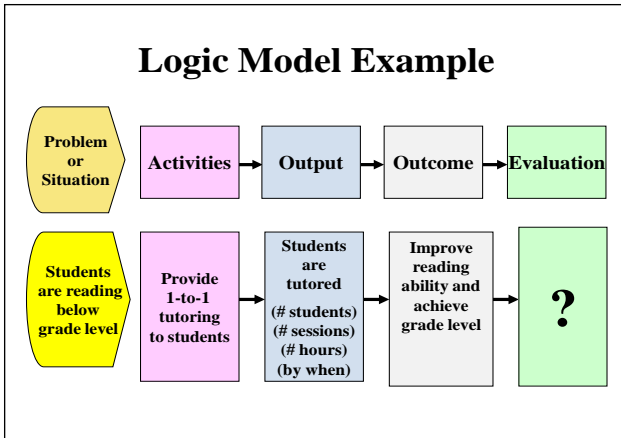 Logic Model Example
Problem
or
Situation
Activities
Output
Outcome
Evaluation
Students
are reading
below
grade level
Provide
1-to-1
tutoring
to students
Students
are
tutored
(# students)
(# sessions)
(# hours)
(by when)
Improve
reading
ability and
achieve
grade level
?